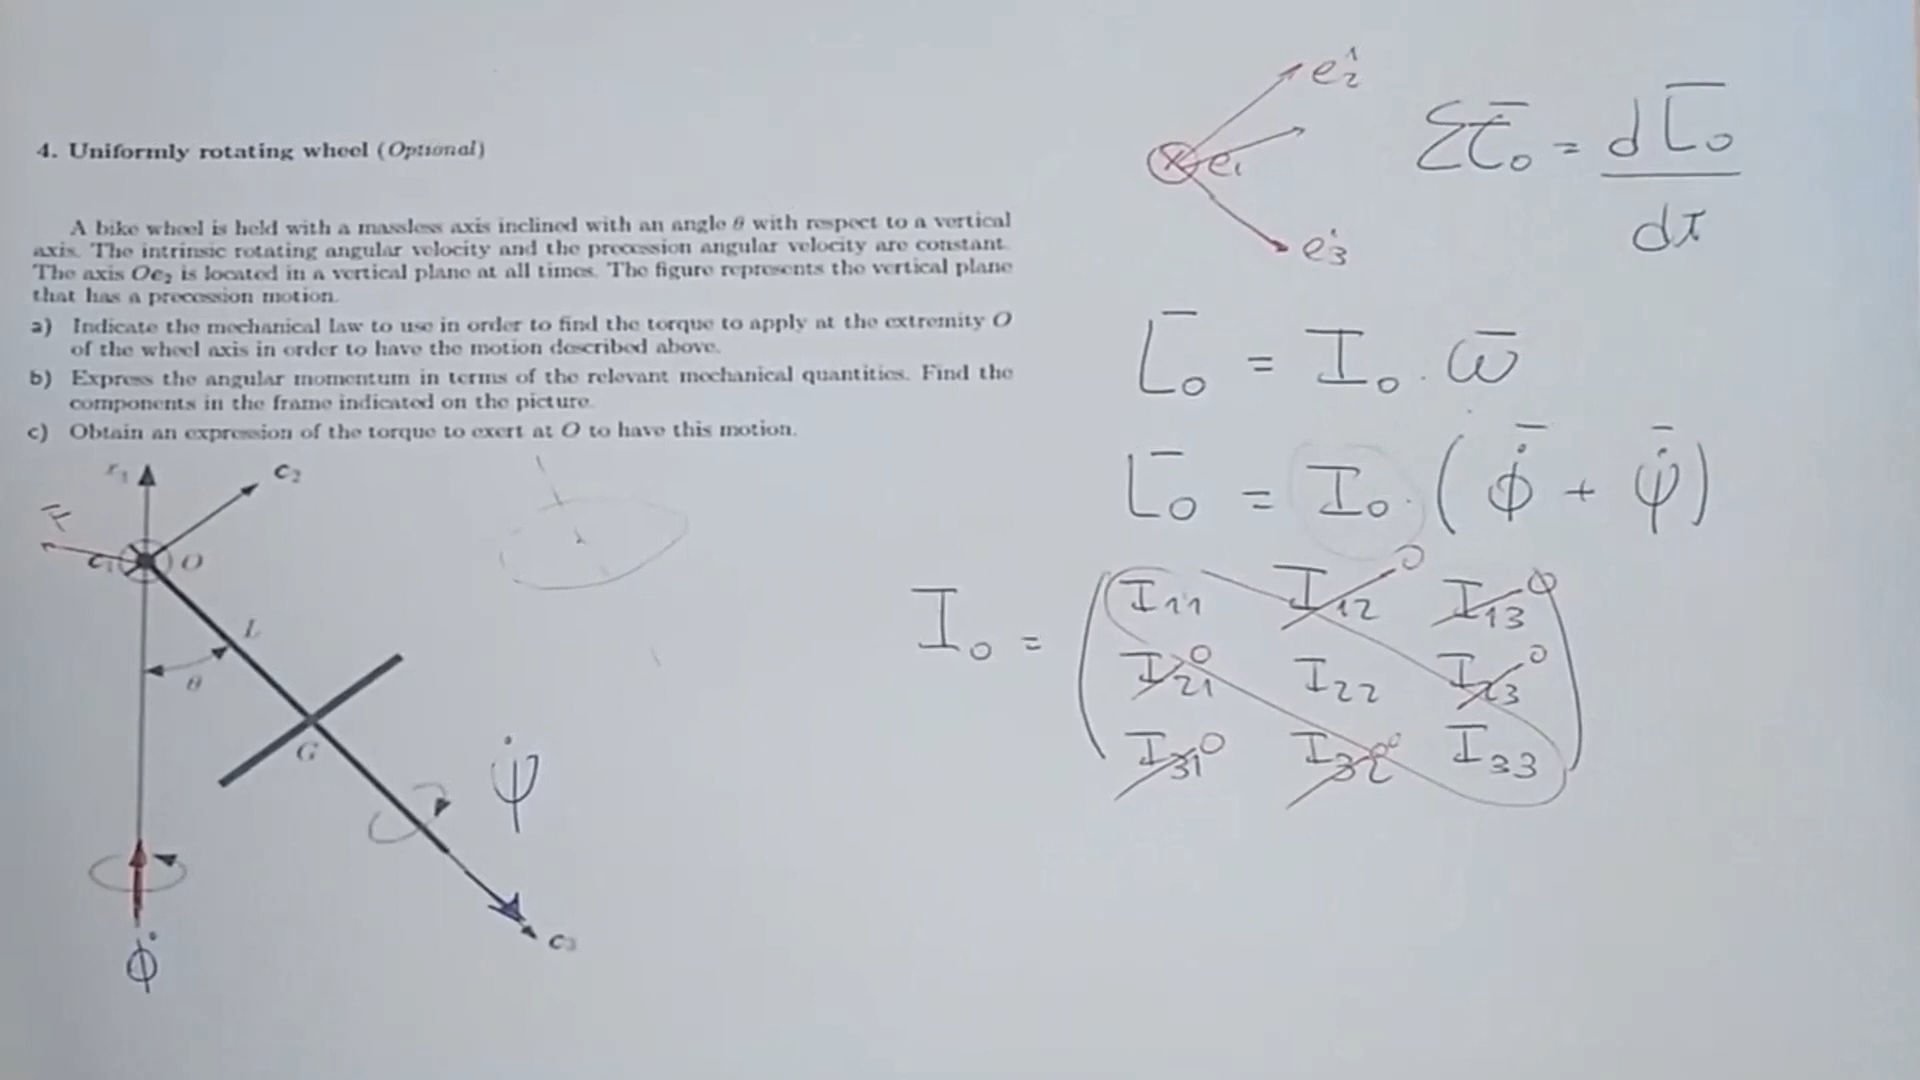 4. Uniformly rotating wheel (Optional)
A bike wheel is held with a massless axis inclined with an angle θ with respect to a vertical
axis. The intrinsic rotating angular velocity and the precession angular velocity are constant.
The axis Oe₂ is located in a vertical plane at all times. The figure represents the vertical plane
that has a precession motion.
a) Indicate the mechanical law to use in order to find the torque to apply at the extremity O
of the wheel axis in order to have the motion described above.
b) Express the angular momentum in terms of the relevant mechanical quantities. Find the
components in the frame indicated on the picture.
c) Obtain an expression of the torque to exert at O to have this motion.
e₂
O
L
θ
G
ψ̇
e₃
φ̇
ê₂
e₁
ê₃
Στ̄₀ = dL̄₀
dt
L̄₀ = I₀ · ω̄
L̄₀ = I₀ · (φ̇̄ + ψ̇̄)
I₀ = ( I₁₁ I₁₂ 0 I₁₃ 0
I₂₁ 0 I₂₂ I₂₃ 0
I₃₁ 0 I₃₂ 0 I₃₃ )